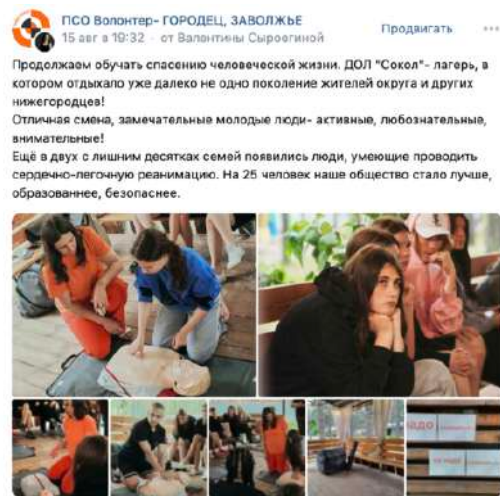 ПСО Волонтер- ГОРОДЕЦ, ЗАВОЛЖЬЕ
15 авг в 19:32 · от Валентины Сыроегиной
Продвигать
Продолжаем обучать спасению человеческой жизни. ДОЛ "Сокол"- лагерь, в
котором отдыхало уже далеко не одно поколение жителей округа и других
нижегородцев!
Отличная смена, замечательные молодые люди- активные, любознательные,
внимательные!
Ещё в двух с лишним десятках семей появились люди, умеющие проводить
сердечно-легочную реанимацию. На 25 человек наше общество стало лучше,
образованнее, безопаснее.